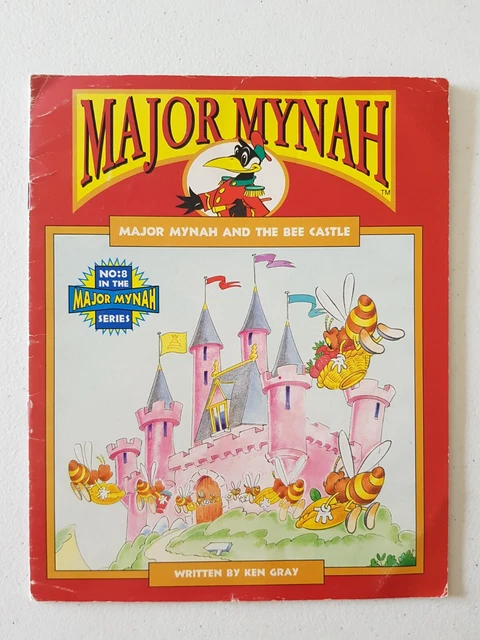 MAJOR MYNAH
TM
MAJOR MYNAH AND THE BEE CASTLE
NO:8
IN THE
MAJOR MYNAH
SERIES
WRITTEN BY KEN GRAY